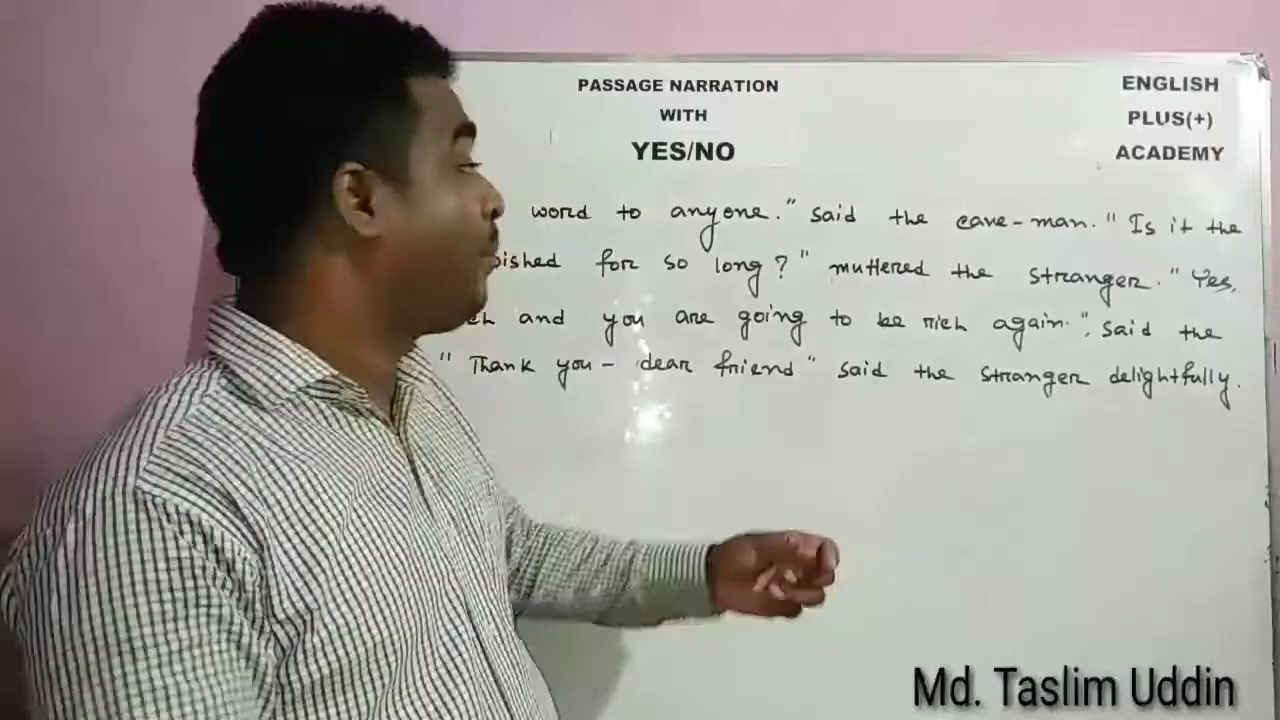 PASSAGE NARRATION
WITH
YES/NO
ENGLISH
PLUS(+)
ACADEMY
word to anyone." said the cave-man. "Is it the
for so long?" muttered the stranger. "Yes,
and you are going to be rich again.", said the
" Thank you - dear friend" said the stranger delightfully.
Md. Taslim Uddin